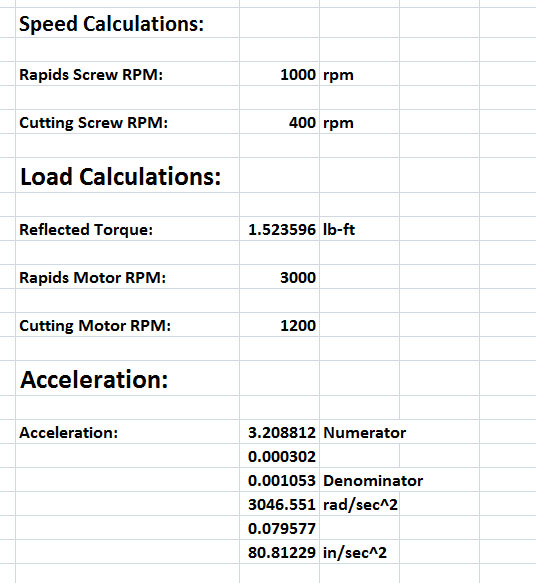 Speed Calculations:
Rapids Screw RPM: 1000 rpm
Cutting Screw RPM: 400 rpm
Load Calculations:
Reflected Torque: 1.523596 lb-ft
Rapids Motor RPM: 3000
Cutting Motor RPM: 1200
Acceleration:
Acceleration: 3.208812 Numerator
0.000302
0.001053 Denominator
3046.551 rad/sec^2
0.079577
80.81229 in/sec^2